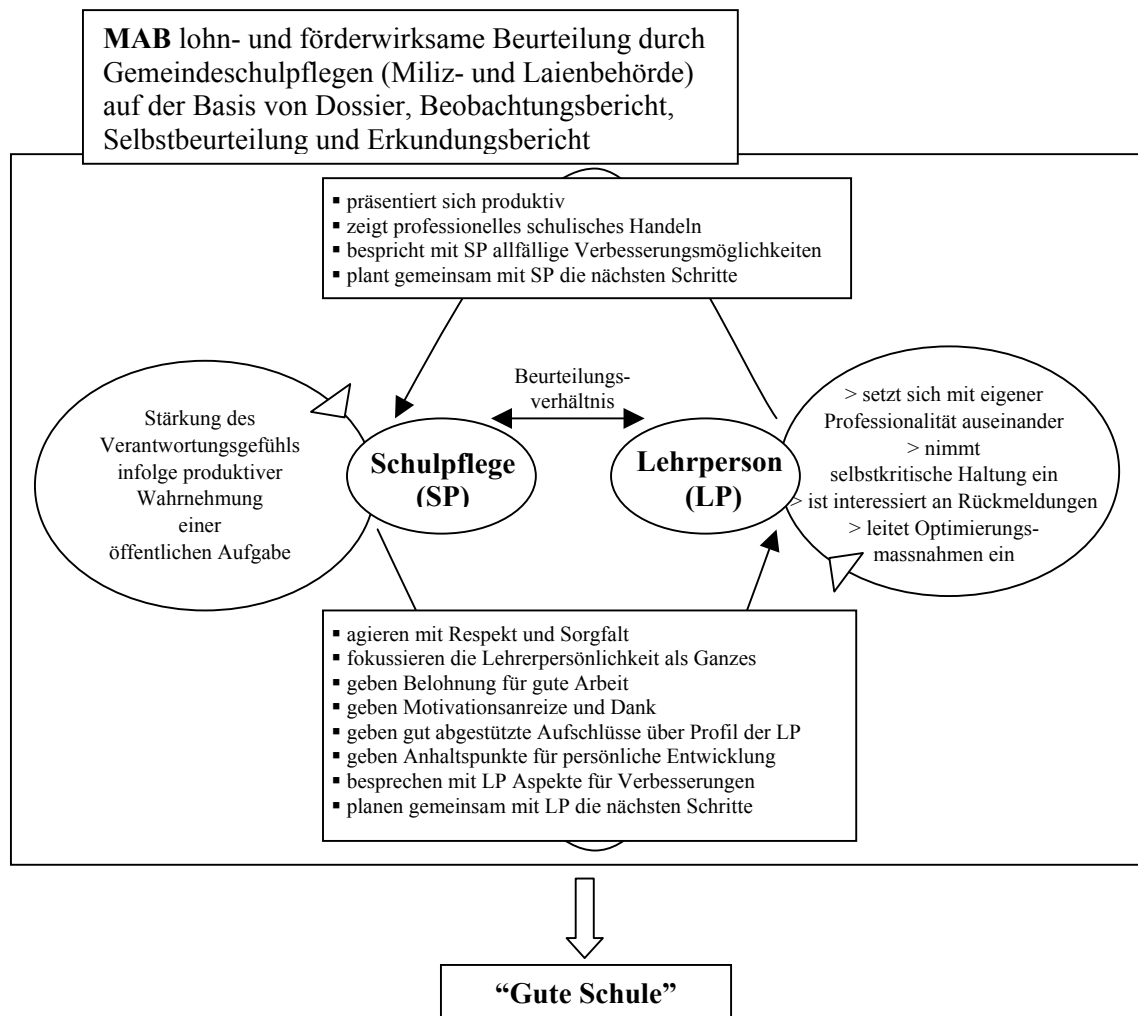 MAB lohn- und förderwirksame Beurteilung durch
Gemeindeschulpflegen (Miliz- und Laienbehörde)
auf der Basis von Dossier, Beobachtungsbericht,
Selbstbeurteilung und Erkundungsbericht
▪ präsentiert sich produktiv
▪ zeigt professionelles schulisches Handeln
▪ bespricht mit SP allfällige Verbesserungsmöglichkeiten
▪ plant gemeinsam mit SP die nächsten Schritte
Stärkung des
Verantwortungsgefühls
infolge produktiver
Wahrnehmung
einer
öffentlichen Aufgabe
Schulpflege
(SP)
Beurteilungs-
verhältnis
Lehrperson
(LP)
> setzt sich mit eigener
Professionalität auseinander
> nimmt
selbstkritische Haltung ein
> ist interessiert an Rückmeldungen
> leitet Optimierungs-
massnahmen ein
▪ agieren mit Respekt und Sorgfalt
▪ fokussieren die Lehrerpersönlichkeit als Ganzes
▪ geben Belohnung für gute Arbeit
▪ geben Motivationsanreize und Dank
▪ geben gut abgestützte Aufschlüsse über Profil der LP
▪ geben Anhaltspunkte für persönliche Entwicklung
▪ besprechen mit LP Aspekte für Verbesserungen
▪ planen gemeinsam mit LP die nächsten Schritte
“Gute Schule”